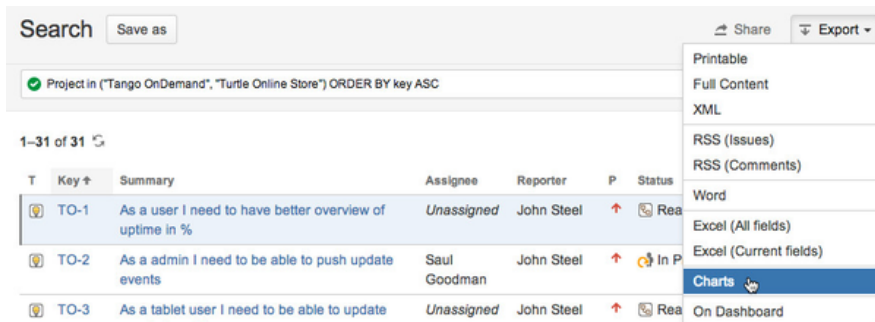 Search Save as Share Export
Printable
Project in ("Tango OnDemand", "Turtle Online Store") ORDER BY key ASC
Full Content
XML
1–31 of 31
RSS (Issues)
RSS (Comments)
T Key Summary Assignee Reporter P Status
Word
TO-1 As a user I need to have better overview of Unassigned John Steel Rea
uptime in %
Excel (All fields)
Excel (Current fields)
TO-2 As a admin I need to be able to push update Saul John Steel In P
events Goodman
Charts
TO-3 As a tablet user I need to be able to update Unassigned John Steel Rea
On Dashboard